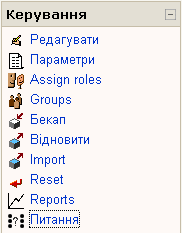 Керування
Редагувати
Параметри
Assign roles
Groups
Бекап
Відновити
Import
Reset
Reports
Питання